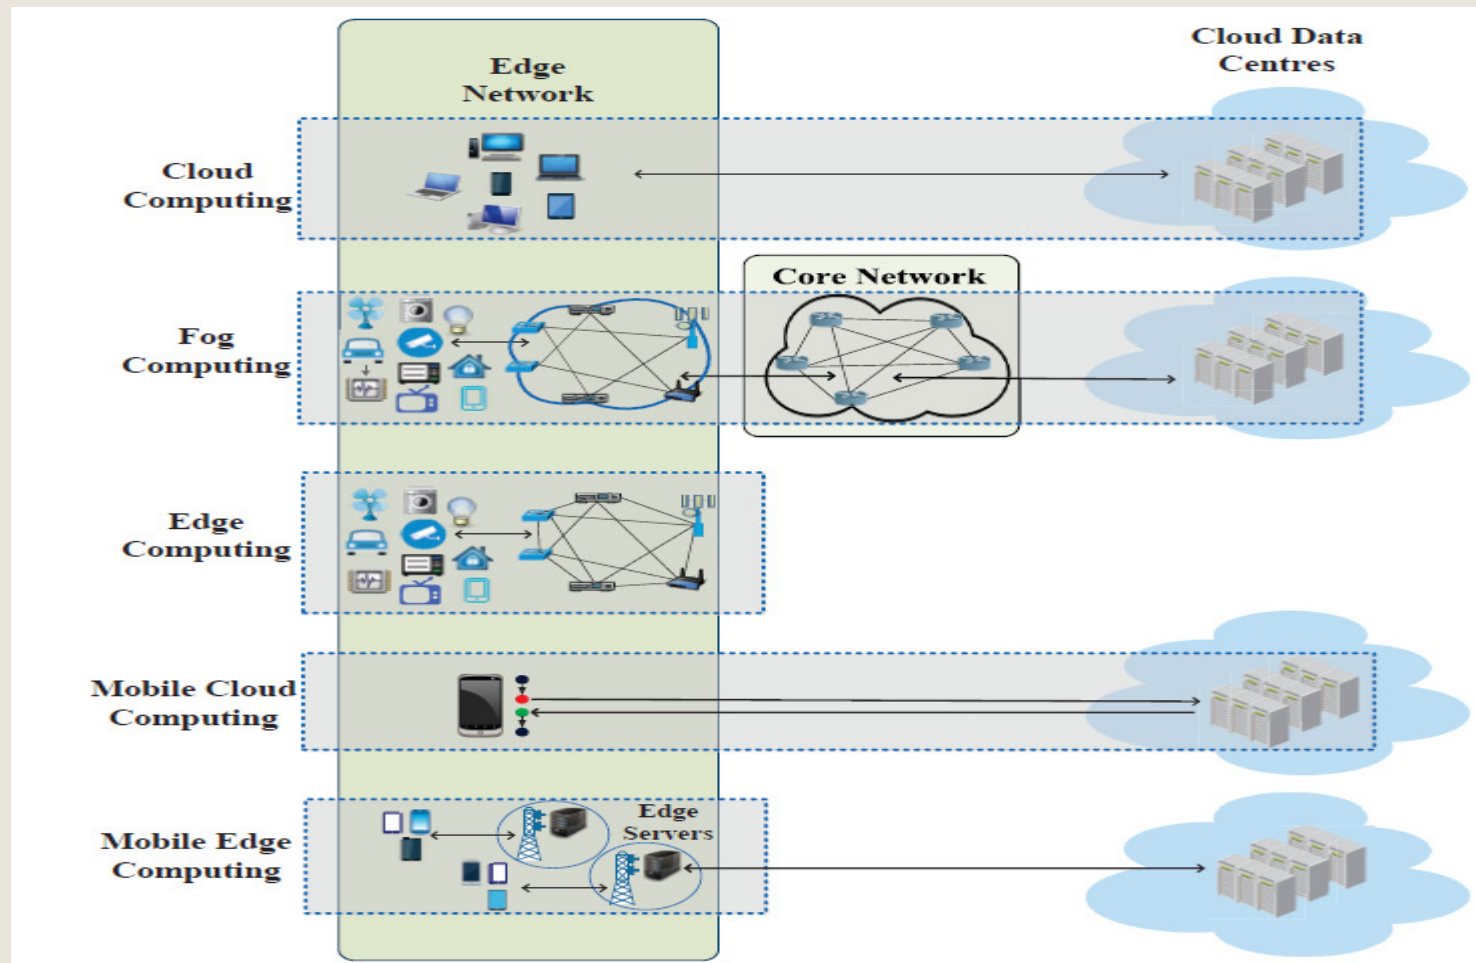 Edge
Network
Cloud Data
Centres
Cloud
Computing
Core Network
Fog
Computing
Edge
Computing
Mobile Cloud
Computing
Edge
Servers
Mobile Edge
Computing